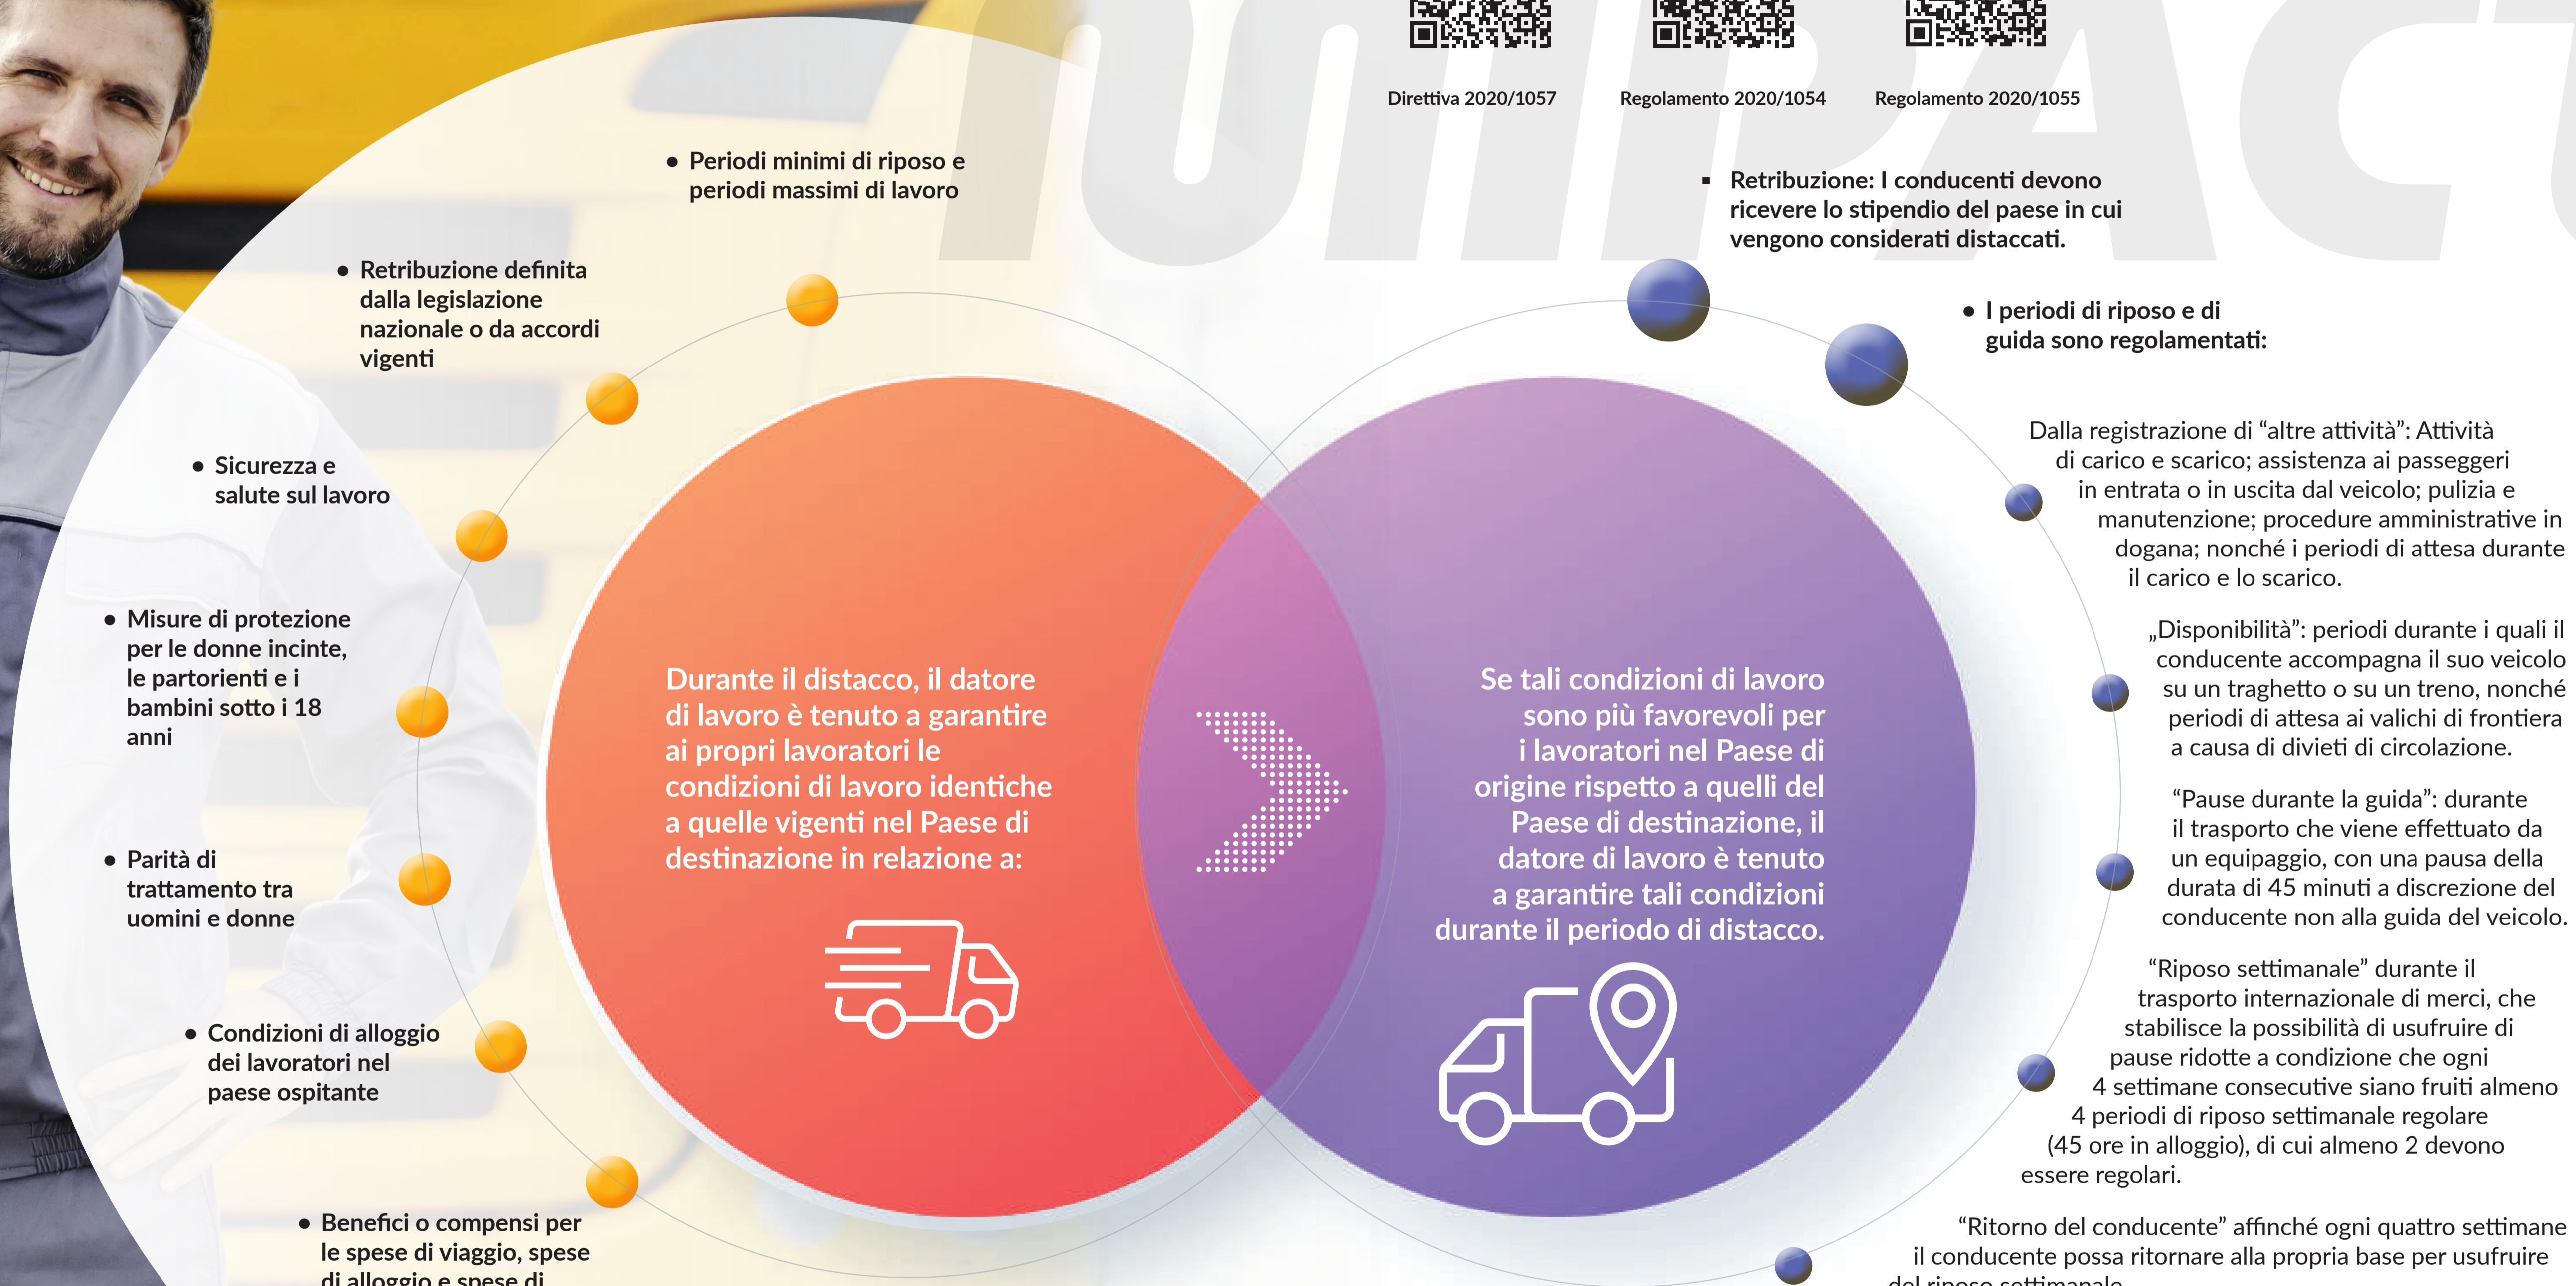 MPACT
Direttiva 2020/1057
Regolamento 2020/1054
Regolamento 2020/1055
• Periodi minimi di riposo e
periodi massimi di lavoro
• Retribuzione definita
dalla legislazione
nazionale o da accordi
vigenti
• Sicurezza e
salute sul lavoro
• Misure di protezione
per le donne incinte,
le partorienti e i
bambini sotto i 18
anni
• Parità di
trattamento tra
uomini e donne
• Condizioni di alloggio
dei lavoratori nel
paese ospitante
• Benefici o compensi per
le spese di viaggio, spese
di alloggio e spese di
Durante il distacco, il datore
di lavoro è tenuto a garantire
ai propri lavoratori le
condizioni di lavoro identiche
a quelle vigenti nel Paese di
destinazione in relazione a:
Se tali condizioni di lavoro
sono più favorevoli per
i lavoratori nel Paese di
origine rispetto a quelli del
Paese di destinazione, il
datore di lavoro è tenuto
a garantire tali condizioni
durante il periodo di distacco.
▪ Retribuzione: I conducenti devono
ricevere lo stipendio del paese in cui
vengono considerati distaccati.
• I periodi di riposo e di
guida sono regolamentati:
Dalla registrazione di “altre attività”: Attività
di carico e scarico; assistenza ai passeggeri
in entrata o in uscita dal veicolo; pulizia e
manutenzione; procedure amministrative in
dogana; nonché i periodi di attesa durante
il carico e lo scarico.
„Disponibilità”: periodi durante i quali il
conducente accompagna il suo veicolo
su un traghetto o su un treno, nonché
periodi di attesa ai valichi di frontiera
a causa di divieti di circolazione.
“Pause durante la guida”: durante
il trasporto che viene effettuato da
un equipaggio, con una pausa della
durata di 45 minuti a discrezione del
conducente non alla guida del veicolo.
“Riposo settimanale” durante il
trasporto internazionale di merci, che
stabilisce la possibilità di usufruire di
pause ridotte a condizione che ogni
4 settimane consecutive siano fruiti almeno
4 periodi di riposo settimanale regolare
(45 ore in alloggio), di cui almeno 2 devono
essere regolari.
“Ritorno del conducente” affinché ogni quattro settimane
il conducente possa ritornare alla propria base per usufruire
del riposo settimanale